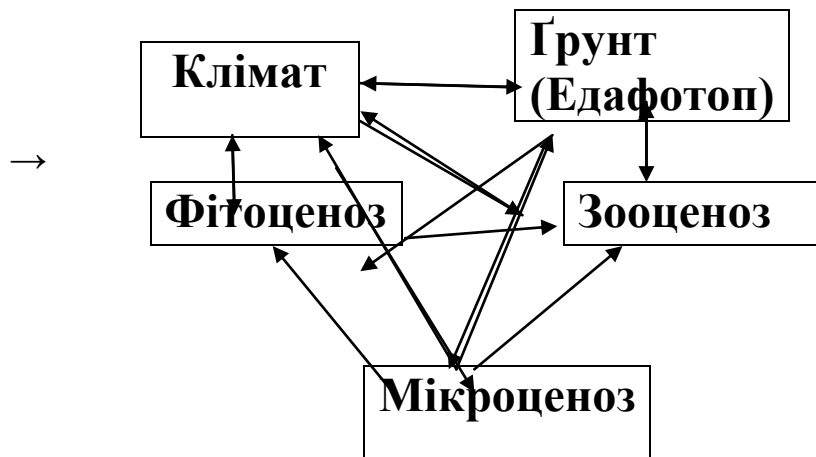 Клімат
Ґрунт
(Едафотоп)
→
Фітоценоз
Зооценоз
Мікроценоз